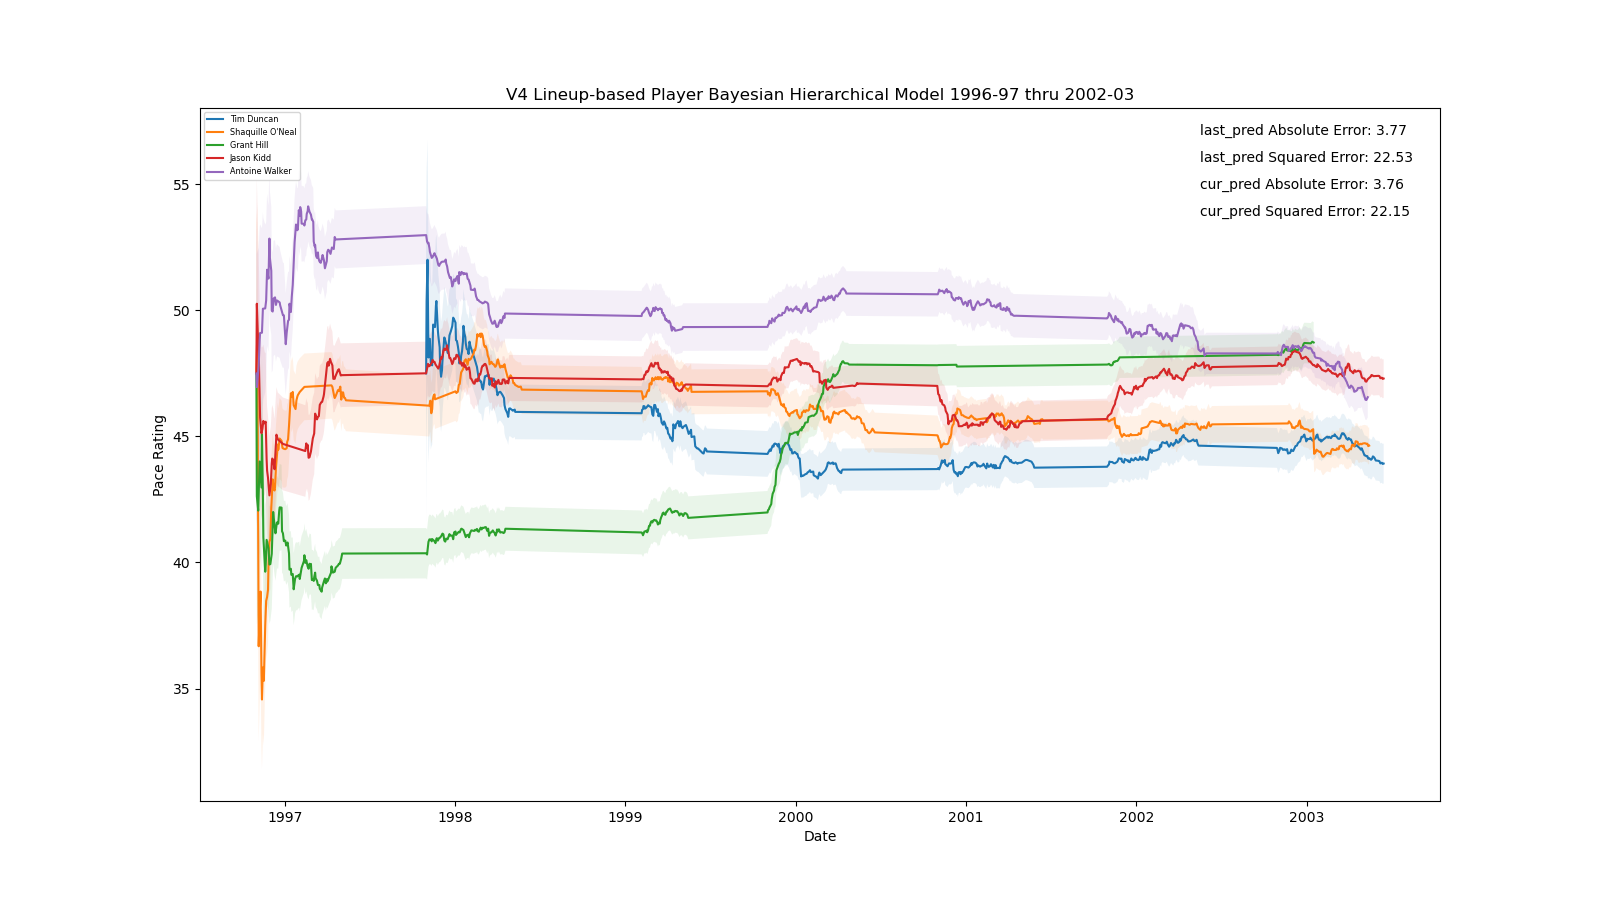 V4 Lineup-based Player Bayesian Hierarchical Model 1996-97 thru 2002-03
Tim Duncan
Shaquille O'Neal
Grant Hill
Jason Kidd
Antoine Walker
last_pred Absolute Error: 3.77
last_pred Squared Error: 22.53
cur_pred Absolute Error: 3.76
cur_pred Squared Error: 22.15
Pace Rating
55
50
45
40
35
1997
1998
1999
2000
2001
2002
2003
Date